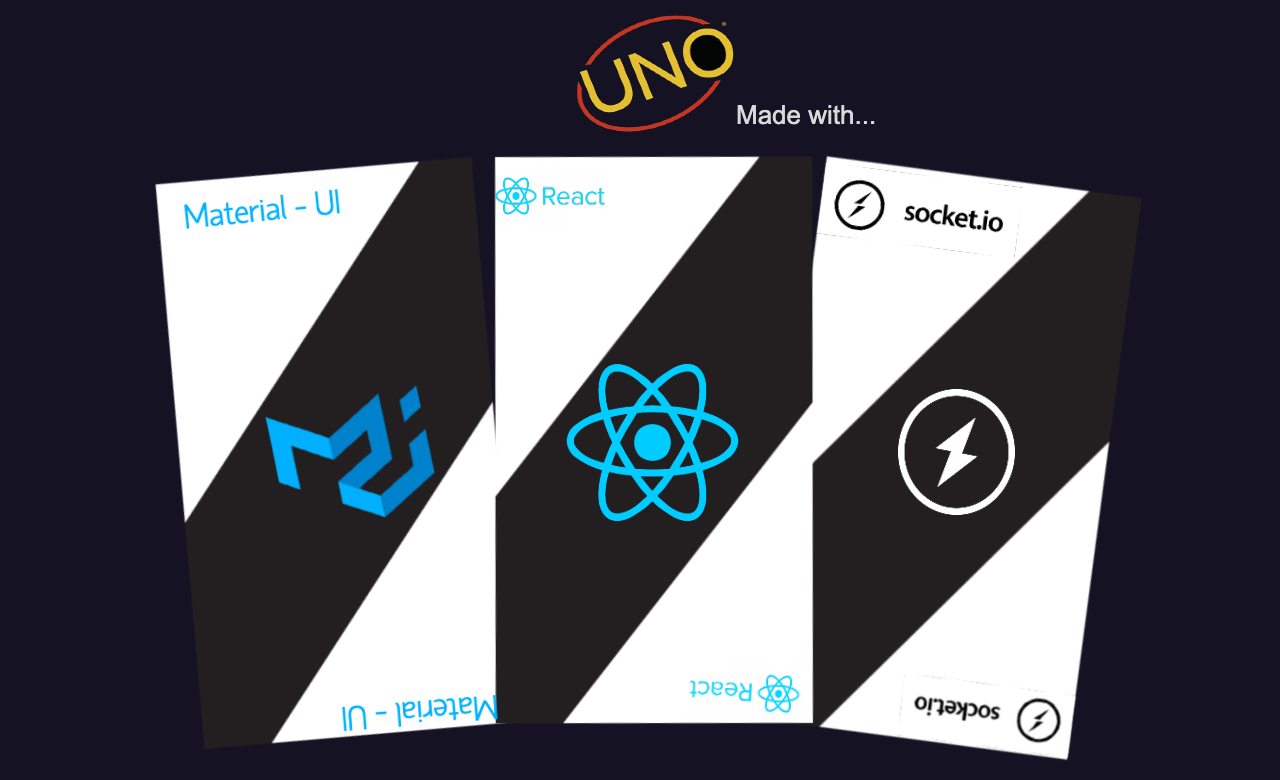 UNO
Made with...
Material - UI
React
socket.io
Material - UI
React
socket.io